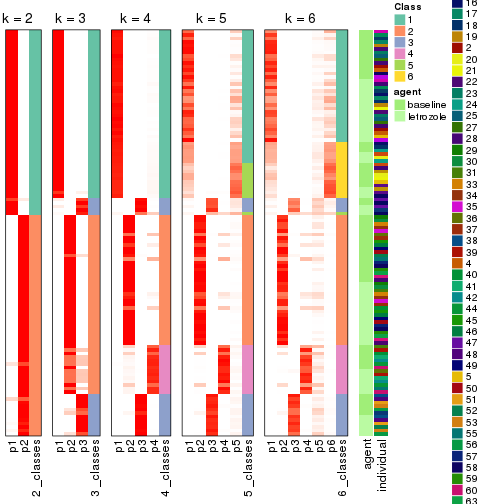 k = 2
k = 3
k = 4
k = 5
k = 6
p1
p2
2_classes
p1
p2
p3
3_classes
p1
p2
p3
p4
4_classes
p1
p2
p3
p4
p5
5_classes
p1
p2
p3
p4
p5
p6
6_classes
agent
individual
Class
1
2
3
4
5
6
agent
baseline
letrozole
16
17
18
19
2
20
21
22
23
24
25
27
28
29
30
31
33
34
35
36
37
38
39
4
40
41
42
44
45
46
47
48
49
5
50
51
52
53
55
56
57
58
59
60
63